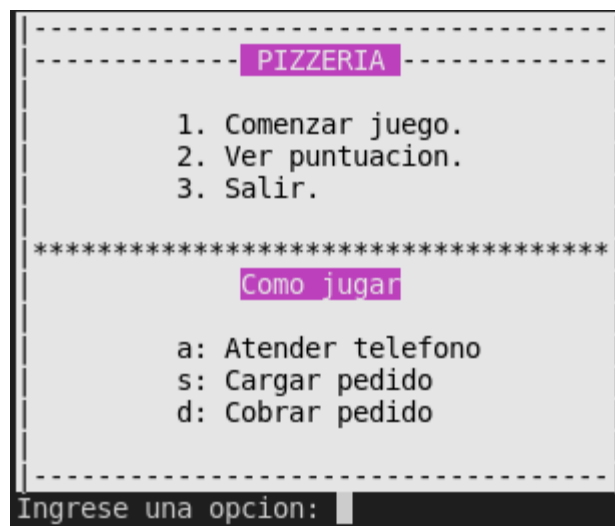 |------------------------------------
|------------- PIZZERIA -------------
|
|        1. Comenzar juego.
|        2. Ver puntuacion.
|        3. Salir.
|
|************************************
|            Como jugar
|
|        a: Atender telefono
|        s: Cargar pedido
|        d: Cobrar pedido
|
|------------------------------------
Ingrese una opcion: